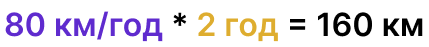 80 км/год * 2 год = 160 км